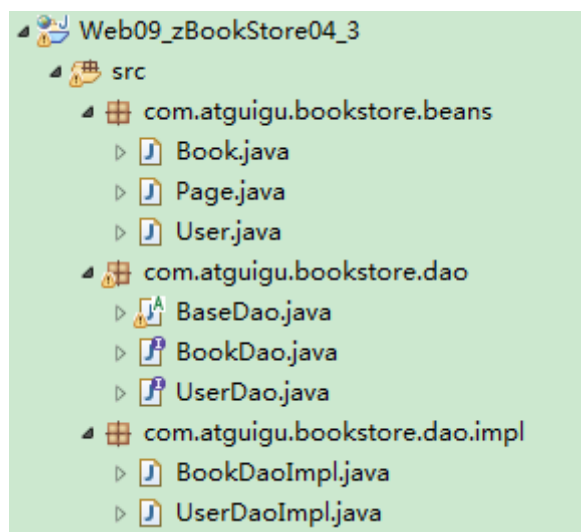 Web09_zBookStore04_3
src
com.atguigu.bookstore.beans
Book.java
Page.java
User.java
com.atguigu.bookstore.dao
BaseDao.java
BookDao.java
UserDao.java
com.atguigu.bookstore.dao.impl
BookDaoImpl.java
UserDaoImpl.java